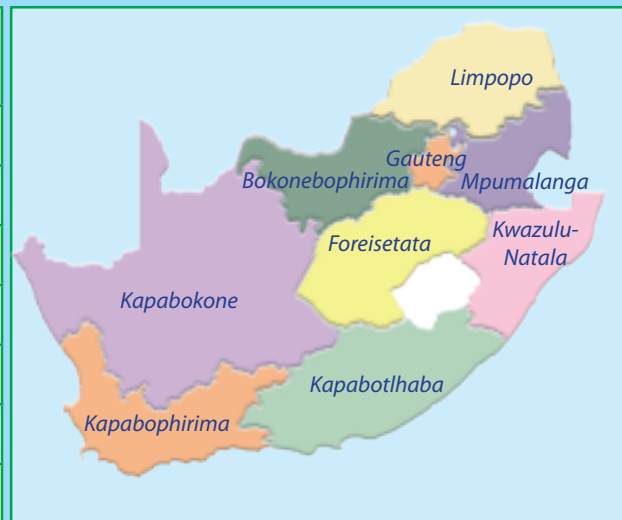 Limpopo
Gauteng
Bokonebophirima
Mpumalanga
Kwazulu-
Natala
Foreisetata
Kapabokone
Kapabotlhaba
Kapabophirima